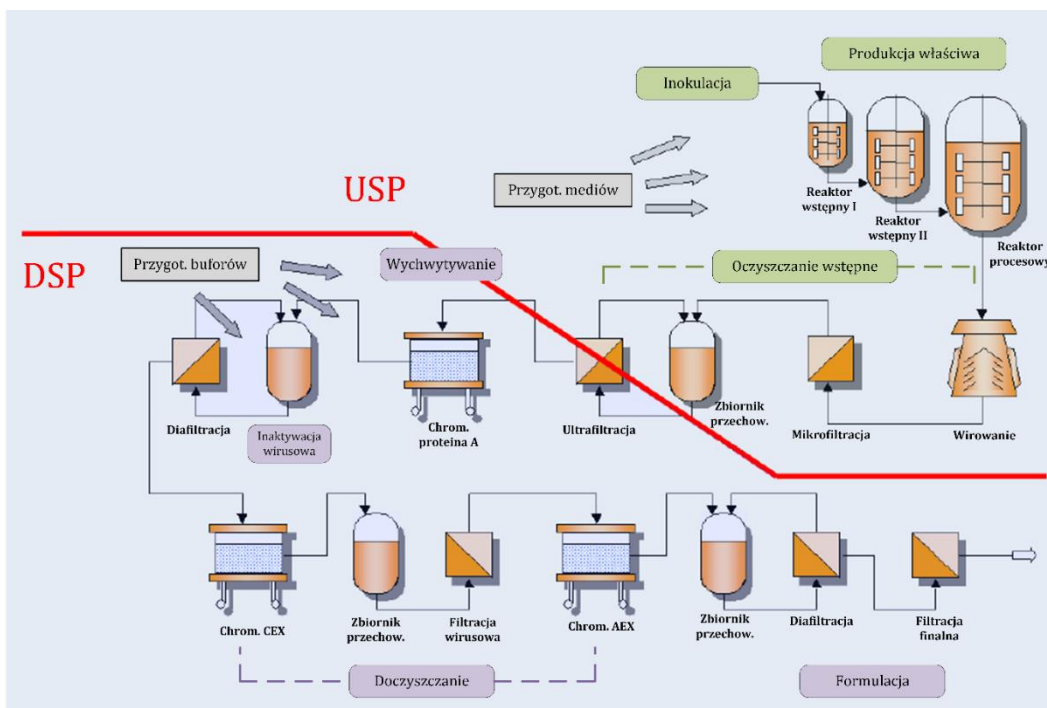 Produkcja właściwa
Inokulacja
USP
Przygot. mediów
Reaktor
wstępny I
Reaktor
wstępny II
Reaktor
procesowy
DSP
Przygot. buforów
Wychwytywanie
Oczyszczanie wstępne
Diafiltracja
Inaktywacja
wirusowa
Chrom.
proteina A
Ultrafiltracja
Zbiornik
przechow.
Mikrofiltracja
Wirowanie
Chrom. CEX
Zbiornik
przechow.
Filtracja
wirusowa
Chrom. AEX
Zbiornik
przechow.
Diafiltracja
Filtracja
finalna
Doczyszczanie
Formulacja